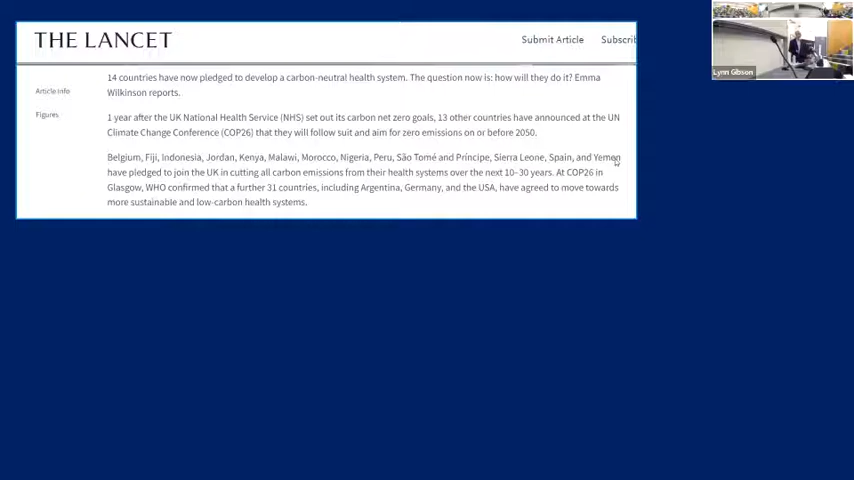 THE LANCET
Submit Article Subscrib
Article Info
Figures
14 countries have now pledged to develop a carbon-neutral health system. The question now is: how will they do it? Emma
Wilkinson reports.
1 year after the UK National Health Service (NHS) set out its carbon net zero goals, 13 other countries have announced at the UN
Climate Change Conference (COP26) that they will follow suit and aim for zero emissions on or before 2050.
Belgium, Fiji, Indonesia, Jordan, Kenya, Malawi, Morocco, Nigeria, Peru, São Tomé and Príncipe, Sierra Leone, Spain, and Yemen
have pledged to join the UK in cutting all carbon emissions from their health systems over the next 10–30 years. At COP26 in
Glasgow, WHO confirmed that a further 31 countries, including Argentina, Germany, and the USA, have agreed to move towards
more sustainable and low-carbon health systems.
Lynn Gibson